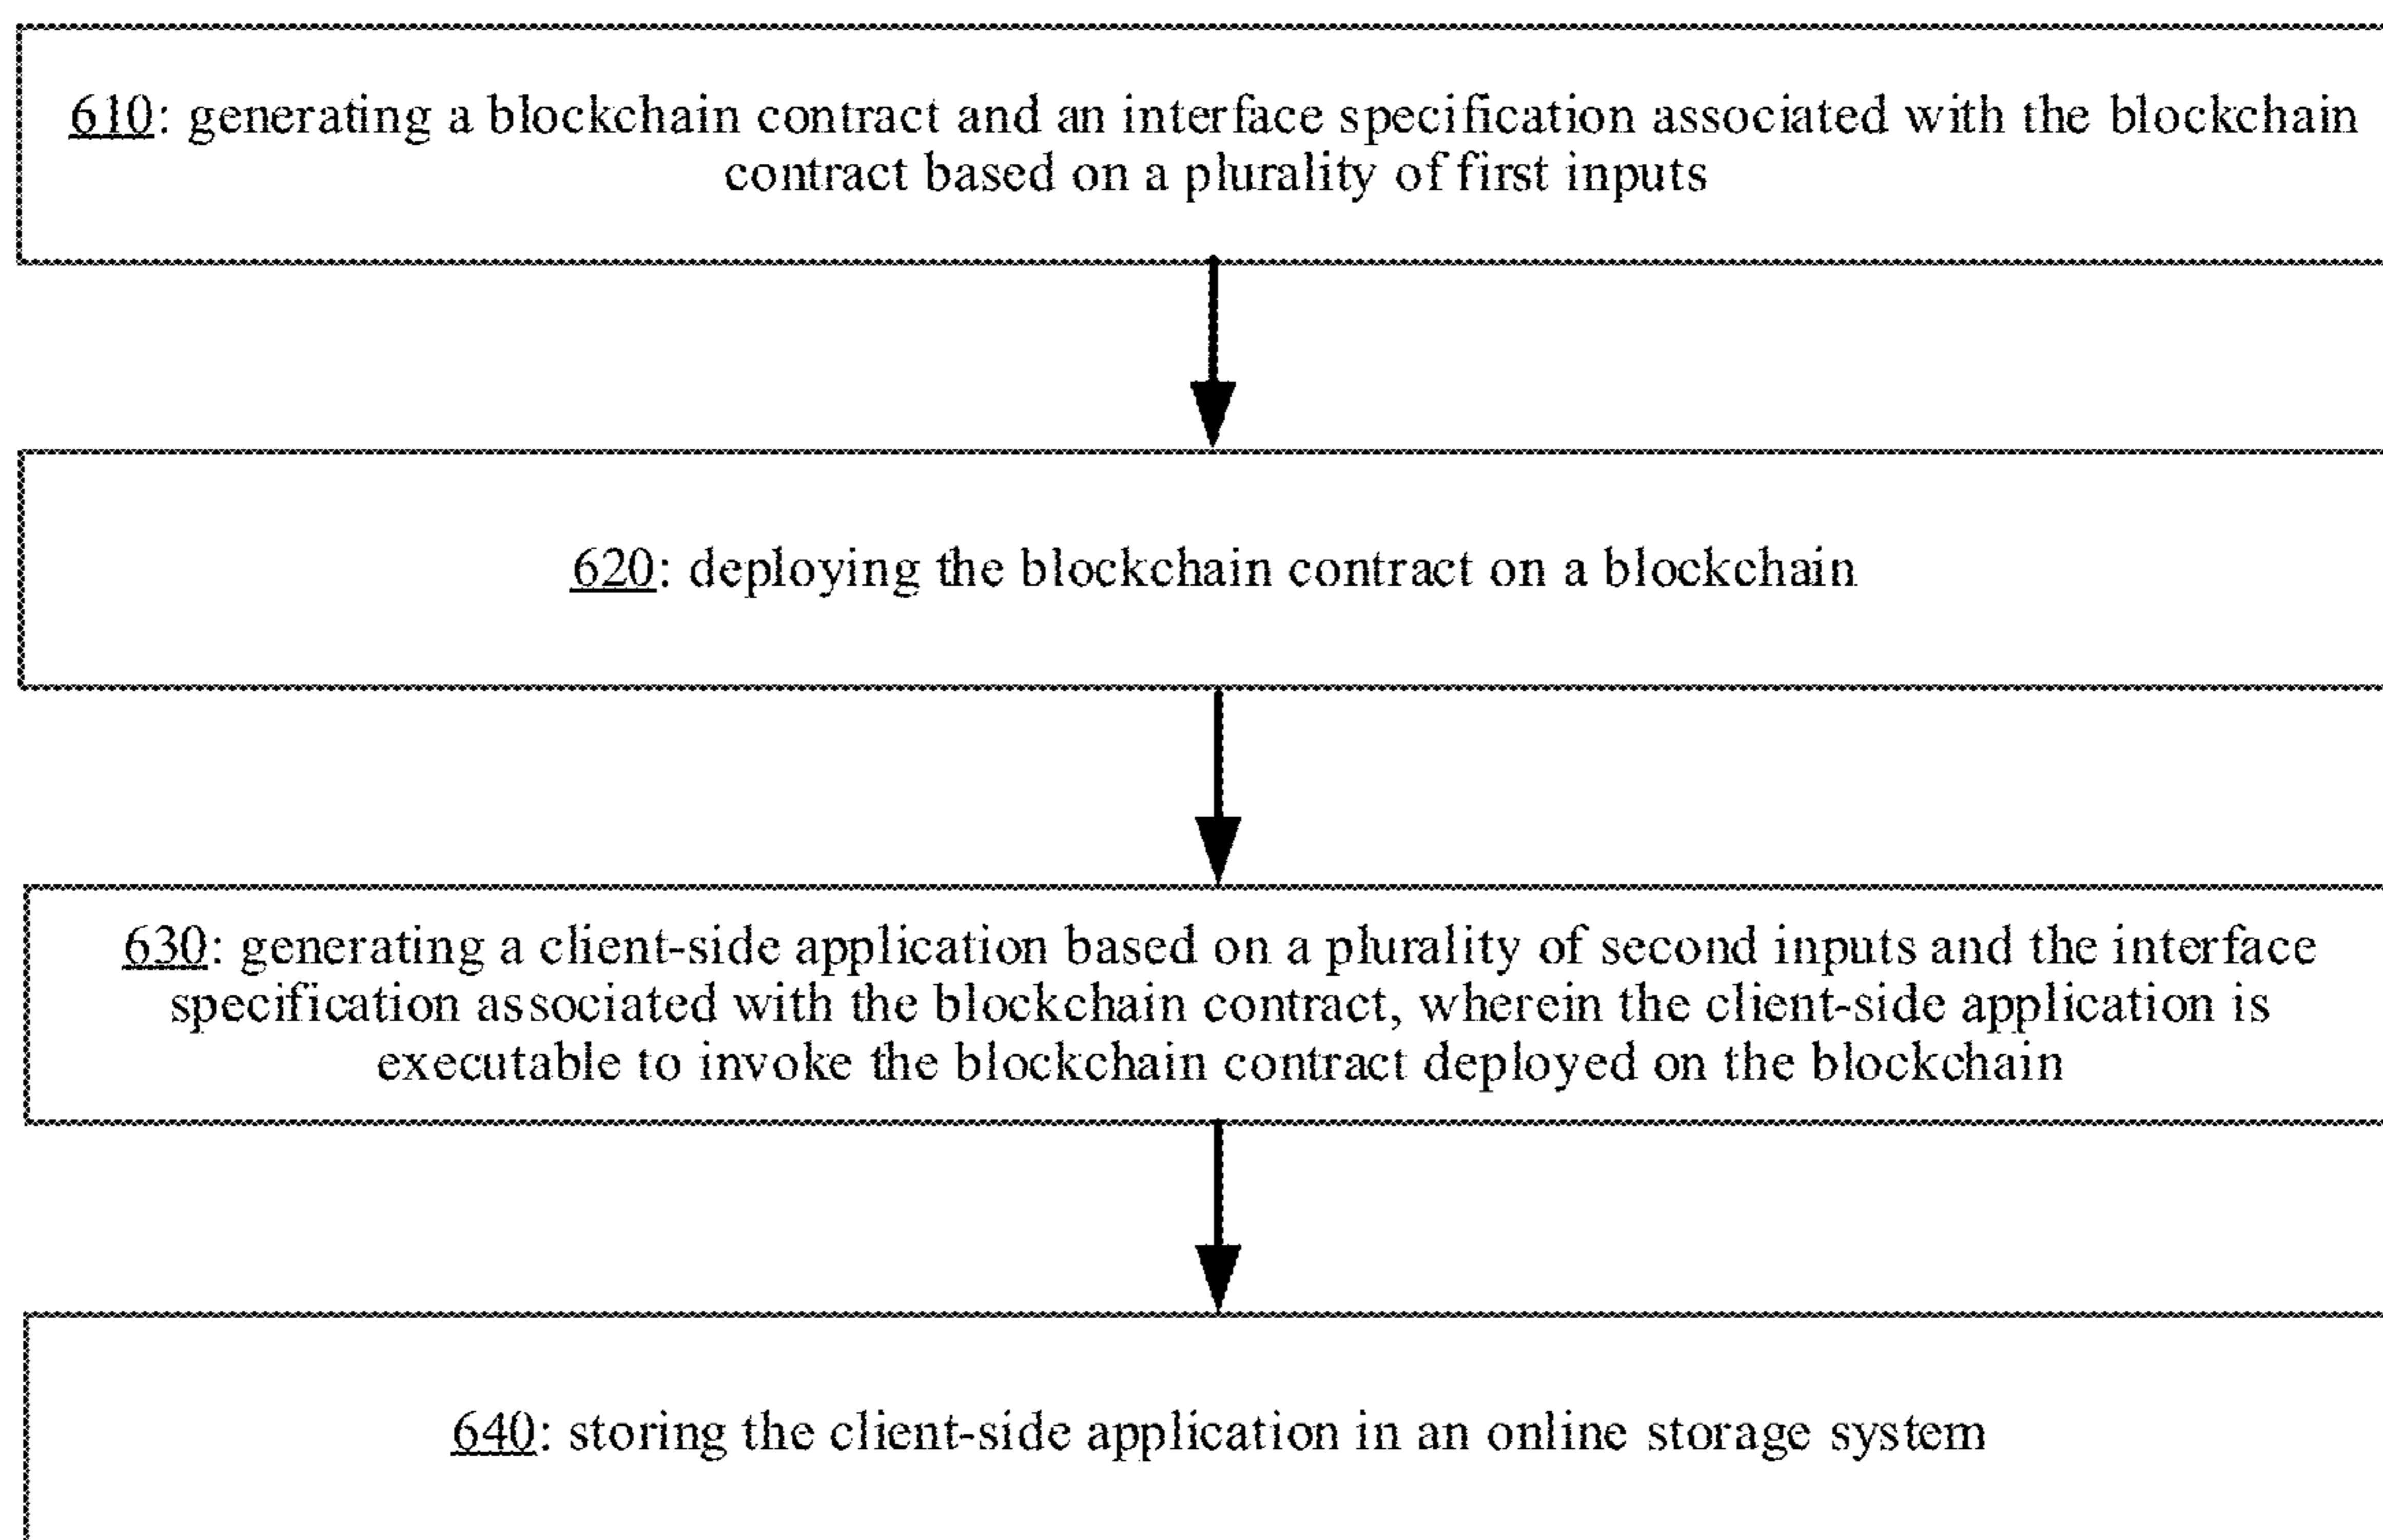 610: generating a blockchain contract and an interface specification associated with the blockchain
contract based on a plurality of first inputs
620: deploying the blockchain contract on a blockchain
630: generating a client-side application based on a plurality of second inputs and the interface
specification associated with the blockchain contract, wherein the client-side application is
executable to invoke the blockchain contract deployed on the blockchain
640: storing the client-side application in an online storage system